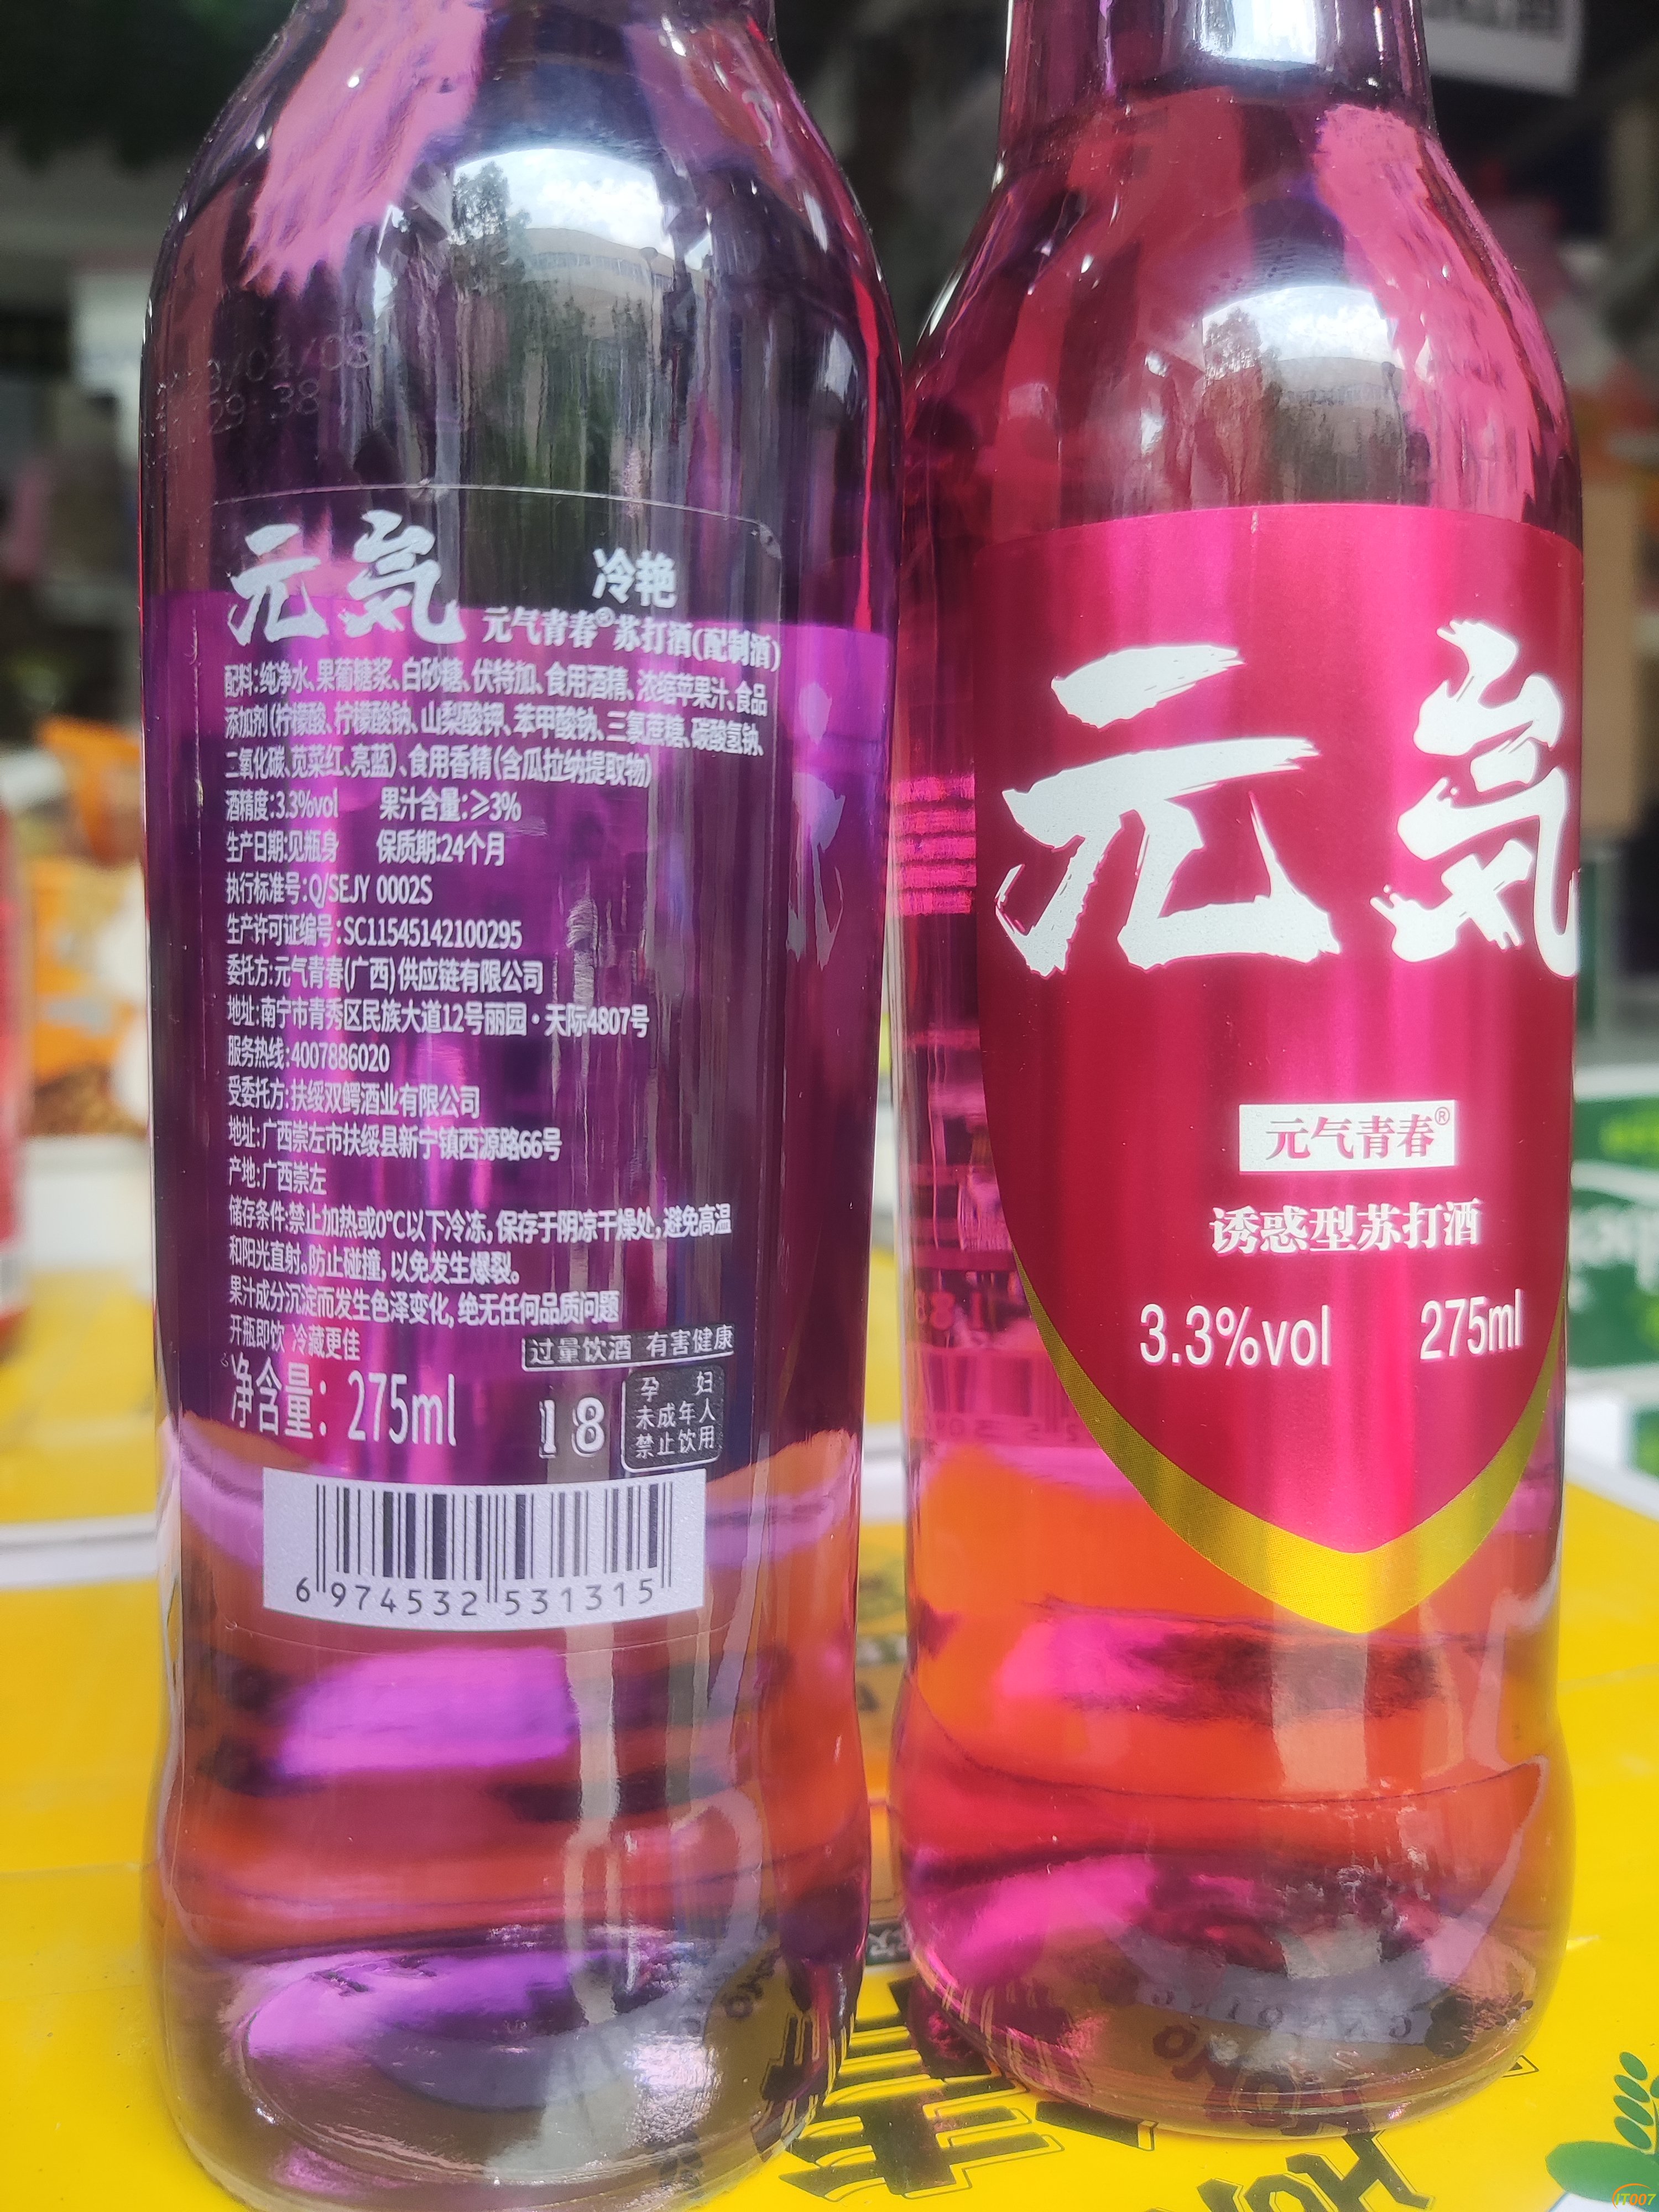 /04/08
29 38
元気
冷艳
元气青春®苏打酒(配制酒)
配料:纯净水、果葡糖浆、白砂糖、伏特加、食用酒精、浓缩苹果汁、食品
添加剂(柠檬酸、柠檬酸钠、山梨酸钾、苯甲酸钠、三氯蔗糖、碳酸氢钠、
二氧化碳、苋菜红、亮蓝)、食用香精(含瓜拉纳提取物)
酒精度:3.3%vol 果汁含量:≥3%
生产日期:见瓶身 保质期:24个月
执行标准号:Q/SEJY 0002S
生产许可证编号:SC11545142100295
委托方:元气青春(广西)供应链有限公司
地址:南宁市青秀区民族大道12号丽园·天际4807号
服务热线:4007886020
受委托方:扶绥双鳄酒业有限公司
地址:广西崇左市扶绥县新宁镇西源路66号
产地:广西崇左
储存条件:禁止加热或0°C以下冷冻,保存于阴凉干燥处,避免高温
和阳光直射。防止碰撞,以免发生爆裂。
果汁成分沉淀而发生色泽变化,绝无任何品质问题
开瓶即饮 冷藏更佳
过量饮酒 有害健康
净含量: 275ml
18
孕妇
未成年人
禁止饮用
6 974532 531315
元気
元气青春®
诱惑型苏打酒
3.3%vol 275ml
IT007